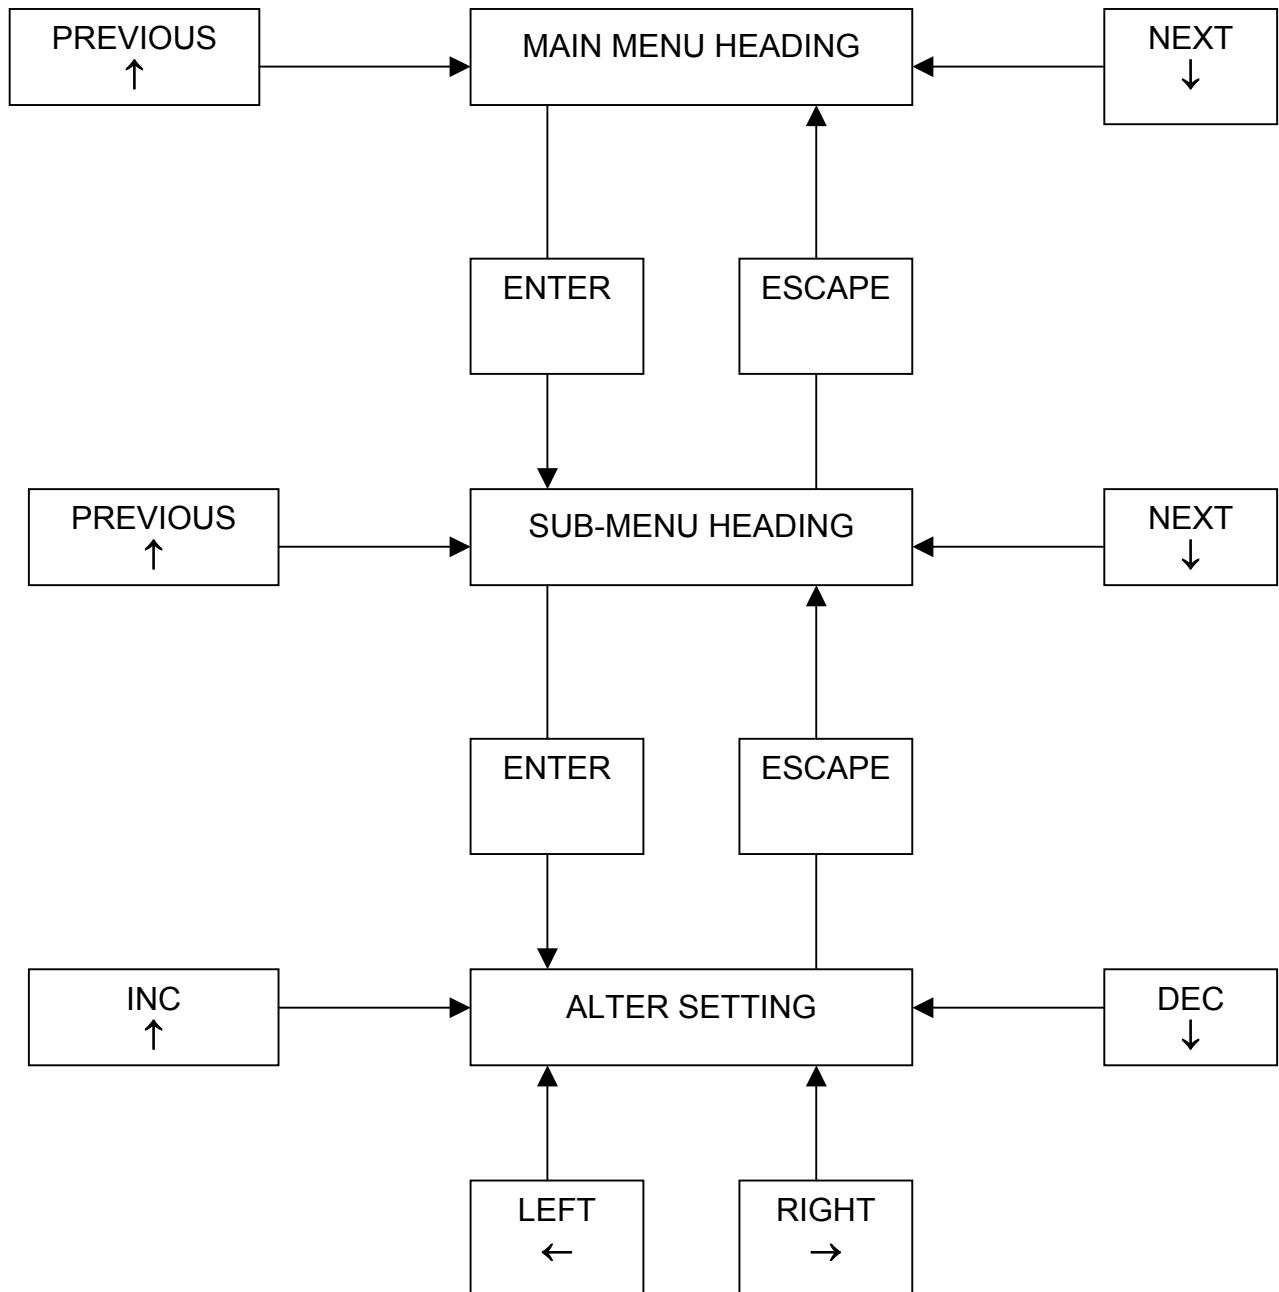 PREVIOUS
↑
MAIN MENU HEADING
NEXT
↓
ENTER
ESCAPE
PREVIOUS
↑
SUB-MENU HEADING
NEXT
↓
ENTER
ESCAPE
INC
↑
ALTER SETTING
DEC
↓
LEFT
←
RIGHT
→